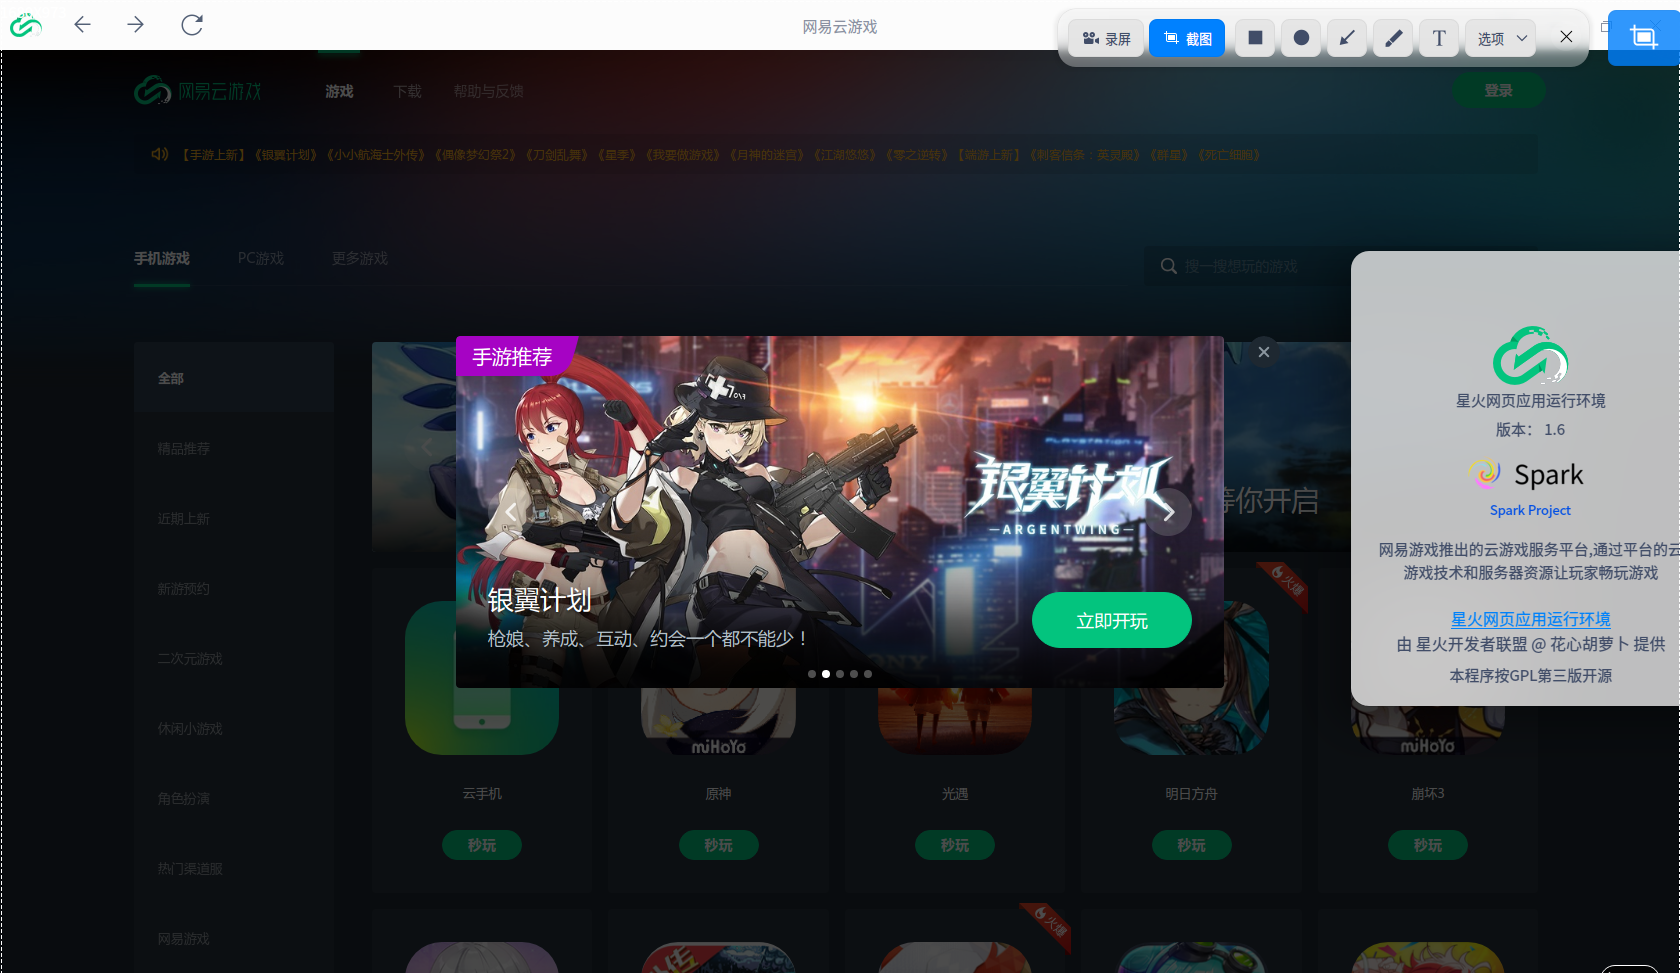 网易云游戏
录屏
截图
T
选项
网易云游戏
游戏
下载
帮助与反馈
登录
【手游上新】《银翼计划》《小小航海士外传》《偶像梦幻祭2》《刀剑乱舞》《星季》《我要做游戏》《月神的迷宫》《江湖悠悠》《零之逆转》【端游上新】《刺客信条：英灵殿》《群星》《死亡细胞》
手机游戏
PC游戏
更多游戏
搜一搜想玩的游戏
全部
精品推荐
近期上新
新游预约
二次元游戏
休闲小游戏
角色扮演
热门渠道服
网易游戏
手游推荐
银翼计划
ARGENTWING
银翼计划
枪娘、养成、互动、约会一个都不能少！
立即开玩
等你开启
火爆
miHoYo
miHoYo
云手机
原神
光遇
明日方舟
崩坏3
秒玩
秒玩
秒玩
秒玩
秒玩
火爆
星火网页应用运行环境
版本： 1.6
Spark
Spark Project
网易游戏推出的云游戏服务平台,通过平台的云
游戏技术和服务器资源让玩家畅玩游戏
星火网页应用运行环境
由 星火开发者联盟 @ 花心胡萝卜 提供
本程序按GPL第三版开源